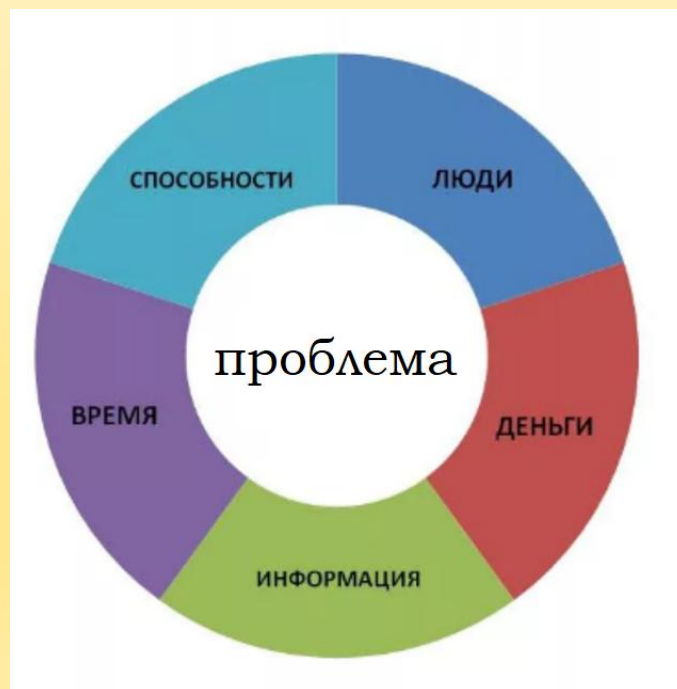 СПОСОБНОСТИ
ЛЮДИ
проблема
ВРЕМЯ
ДЕНЬГИ
ИНФОРМАЦИЯ